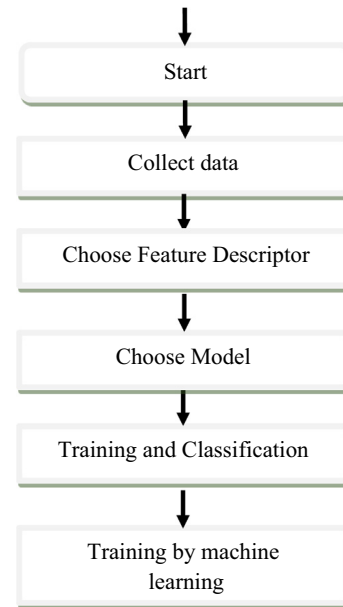 Start
Collect data
Choose Feature Descriptor
Choose Model
Training and Classification
Training by machine
learning